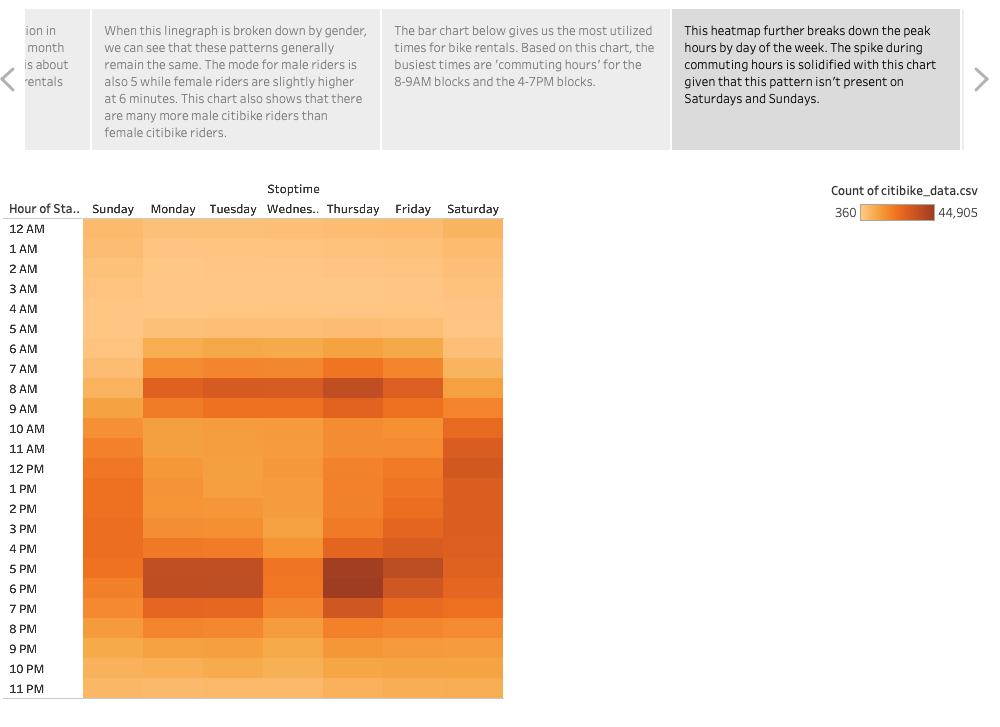 ion in
month
is about
rentals
When this linegraph is broken down by gender,
we can see that these patterns generally
remain the same. The mode for male riders is
also 5 while female riders are slightly higher
at 6 minutes. This chart also shows that there
are many more male citibike riders than
female citibike riders.
The bar chart below gives us the most utilized
times for bike rentals. Based on this chart, the
busiest times are 'commuting hours' for the
8-9AM blocks and the 4-7PM blocks.
This heatmap further breaks down the peak
hours by day of the week. The spike during
commuting hours is solidified with this chart
given that this pattern isn't present on
Saturdays and Sundays.
Stoptime
Hour of Sta.. Sunday Monday Tuesday Wednes.. Thursday Friday Saturday
12 AM
1 AM
2 AM
3 AM
4 AM
5 AM
6 AM
7 AM
8 AM
9 AM
10 AM
11 AM
12 PM
1 PM
2 PM
3 PM
4 PM
5 PM
6 PM
7 PM
8 PM
9 PM
10 PM
11 PM
Count of citibike_data.csv
360 44,905